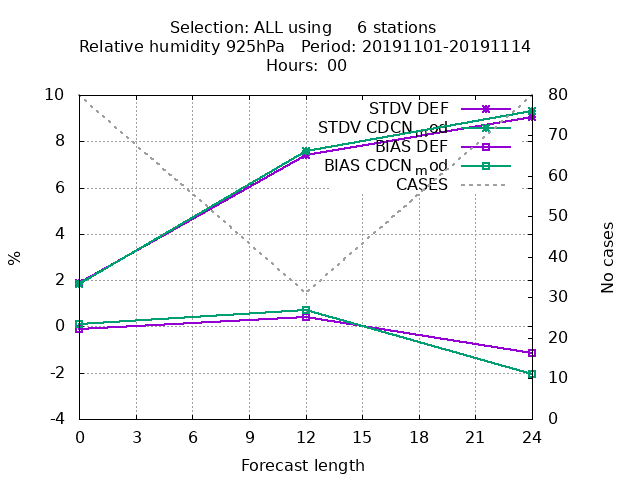 Selection: ALL using 6 stations
Relative humidity 925hPa Period: 20191101-20191114
Hours: 00
10 8 6 4 2 0 -2 -4
%
STDV DEF
STDV CDCN_mod
BIAS DEF
BIAS CDCN_mod
CASES
80 70 60 50 40 30 20 10 0
No cases
0 3 6 9 12 15 18 21 24
Forecast length